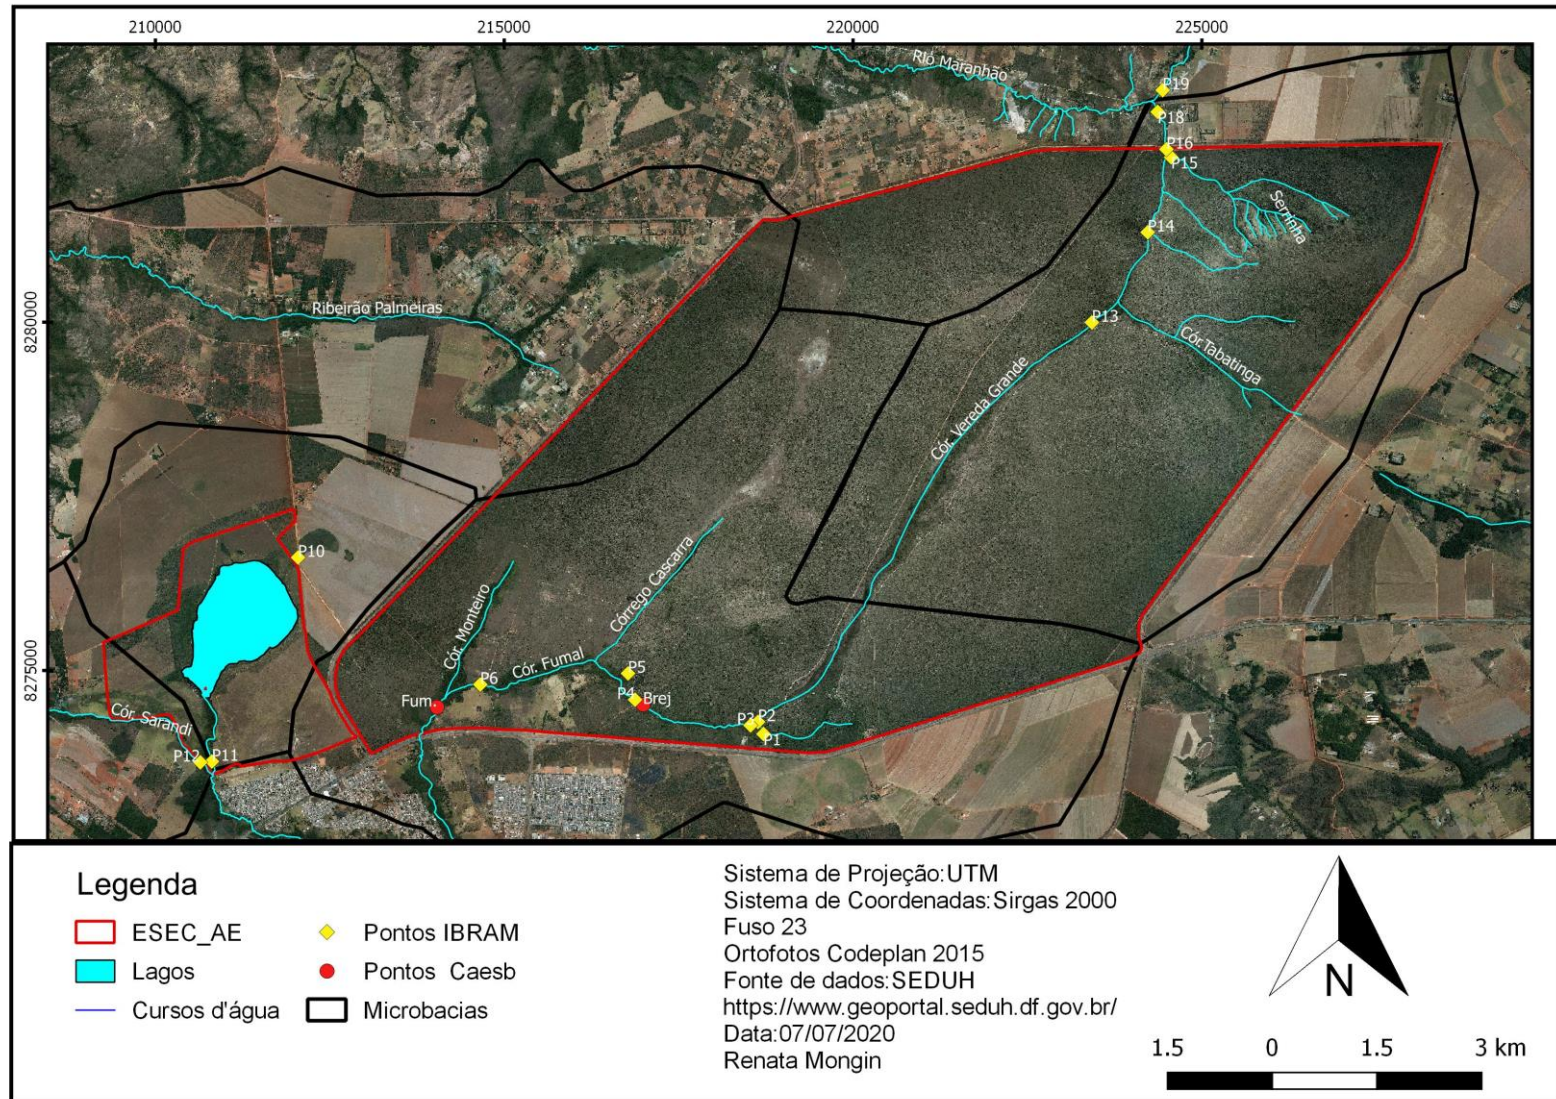 210000
215000
220000
225000
8280000
8275000
RIó Maranhão
P19
P18
P16
P15
Serrinha
P14
Ribeirão Palmeiras
P13
Cór.Tabatinga
Cór. Vereda Grande
P10
Cór. Monteiro
Córrego Cascarra
Cór. Fumal
P5
P6
P4
Brej
Fum
P3
P2
P1
Cór. Sarandi
P12
P11
Legenda
ESEC_AE
Lagos
Cursos d'água
Pontos IBRAM
Pontos Caesb
Microbacias
Sistema de Projeção:UTM
Sistema de Coordenadas:Sirgas 2000
Fuso 23
Ortofotos Codeplan 2015
Fonte de dados:SEDUH
https://www.geoportal.seduh.df.gov.br/
Data:07/07/2020
Renata Mongin
N
1.5 0 1.5 3 km